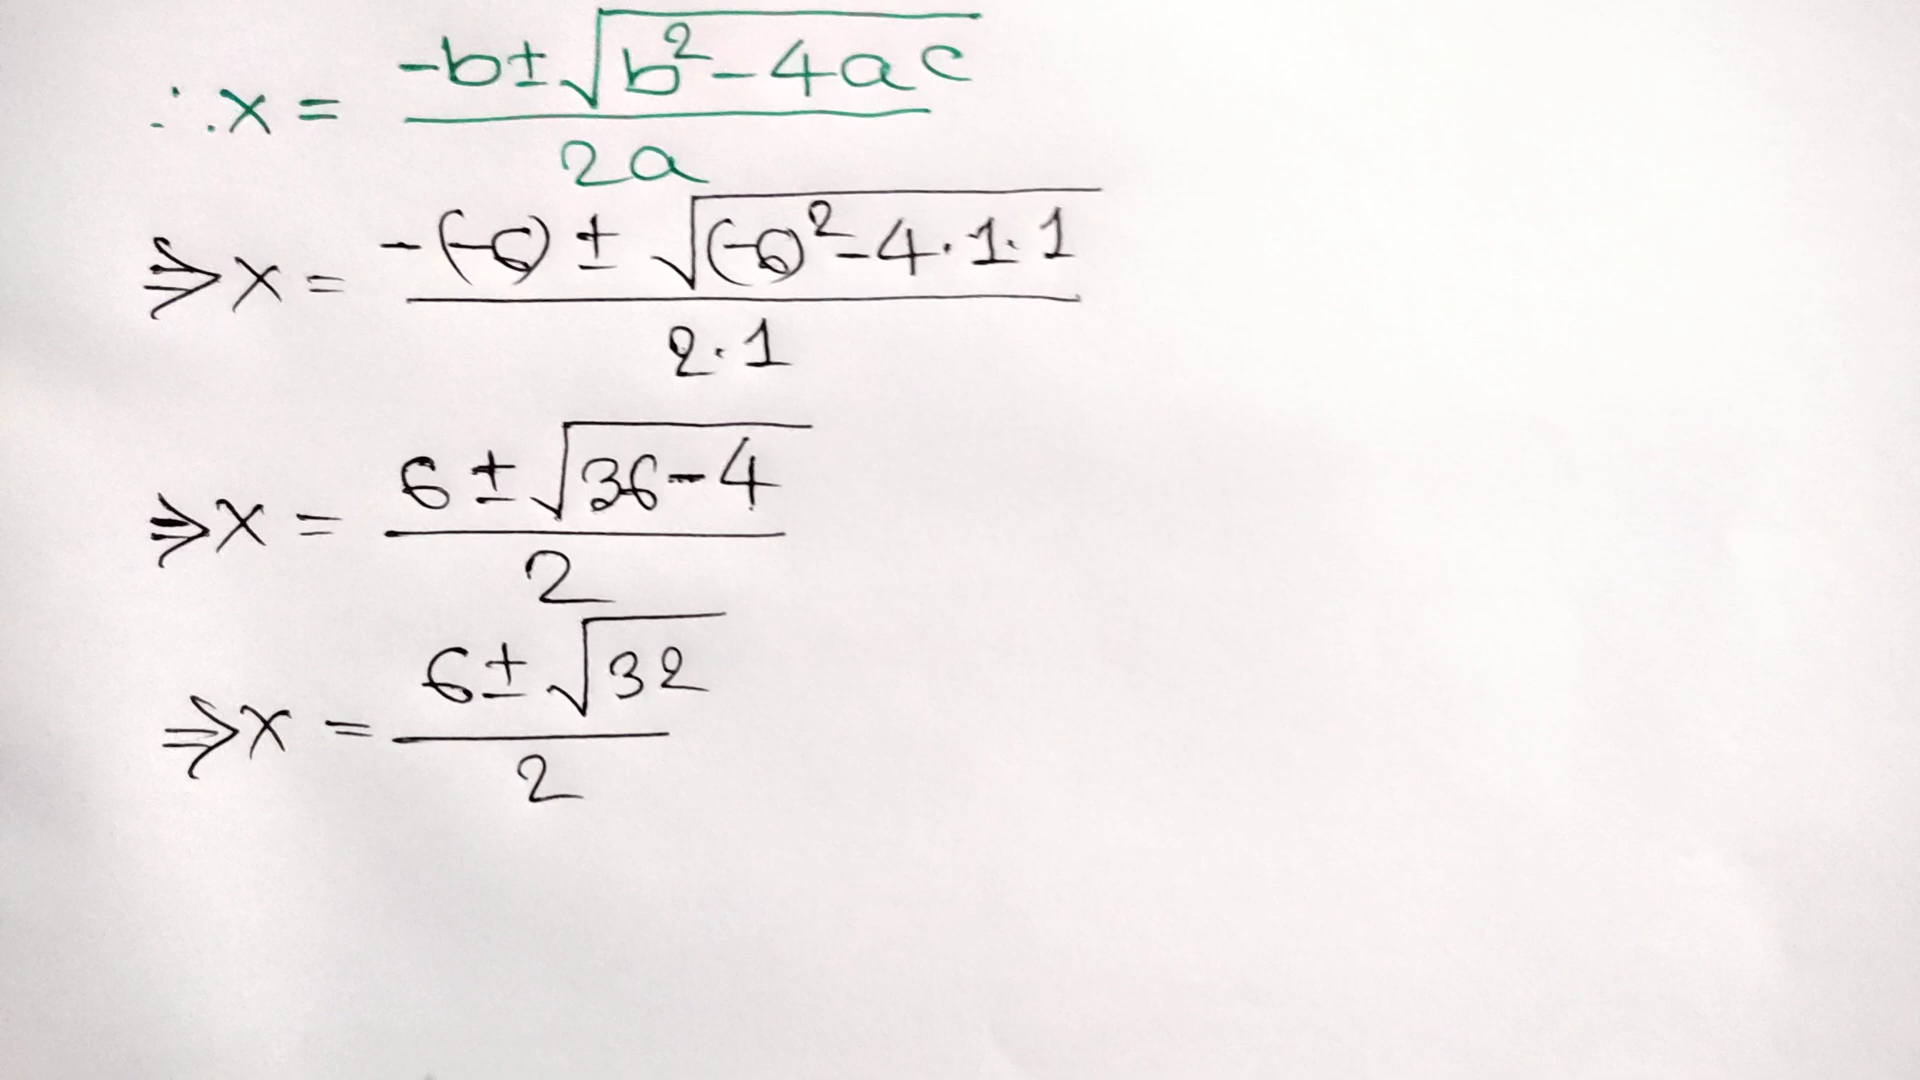 ∴x = (-b±√(b²-4ac))/(2a)
⇒x = (-(-6) ± √((-6)²-4·1·1))/(2·1)
⇒x = (6±√(36-4))/2
⇒x = (6±√32)/2